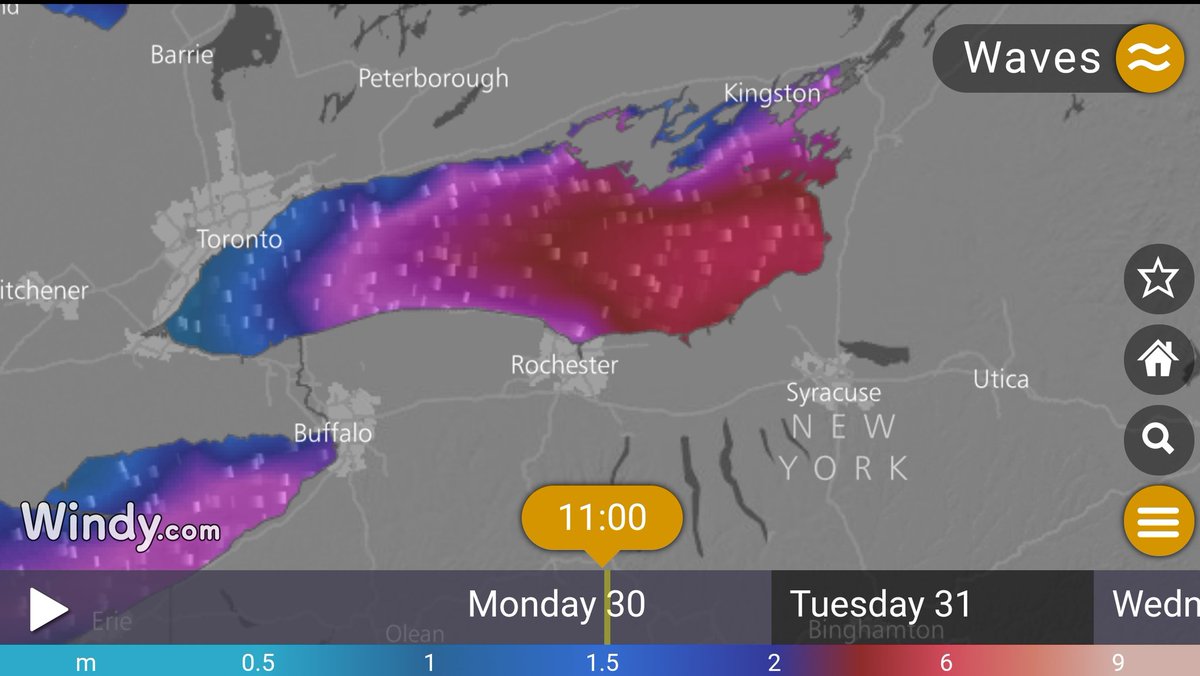 nd
Barrie
Peterborough
Kingston
Waves
Toronto
itchener
Rochester
Syracuse
Utica
NEW
YORK
Buffalo
Windy.com
11:00
Monday 30
Tuesday 31
Wedn
Erie
Olean
Binghamton
m 0.5 1 1.5 2 6 9